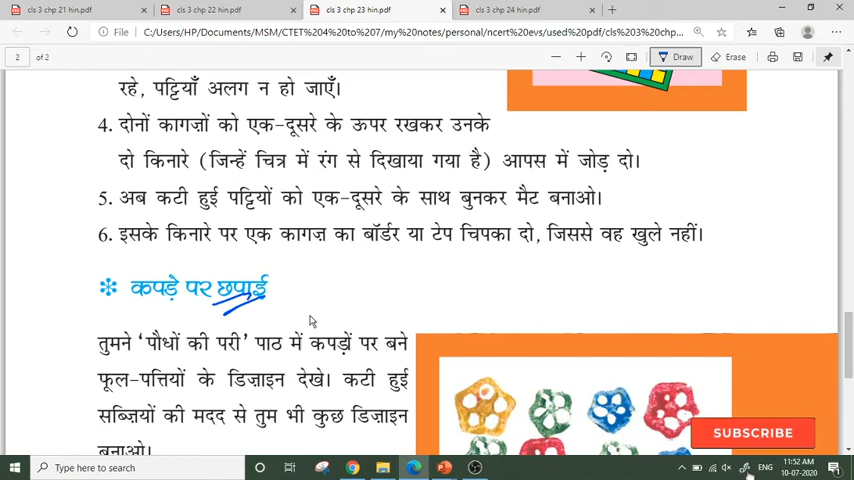 cls 3 chp 21 hin.pdf
cls 3 chp 22 hin.pdf
cls 3 chp 23 hin.pdf
cls 3 chp 24 hin.pdf
File
C:/Users/HP/Documents/MSM/CTET%204%20to%207/my%20notes/personal/ncert%20evs/used%20pdf/cls%203%20chp...
2 of 2
Draw
Erase
रहे, पट्टियाँ अलग न हो जाएँ।
4. दोनों कागज़ों को एक-दूसरे के ऊपर रखकर उनके
दो किनारे (जिन्हें चित्र में रंग से दिखाया गया है) आपस में जोड़ दो।
5. अब कटी हुई पट्टियों को एक-दूसरे के साथ बुनकर मैट बनाओ।
6. इसके किनारे पर एक कागज़ का बॉर्डर या टेप चिपका दो, जिससे वह खुले नहीं।
कपड़े पर छपाई
तुमने ‘पौधों की परी’ पाठ में कपड़ों पर बने
फूल-पत्तियों के डिज़ाइन देखे। कटी हुई
सब्ज़ियों की मदद से तुम भी कुछ डिज़ाइन
बनाओ।
SUBSCRIBE
Type here to search
ENG
11:52 AM
10-07-2020